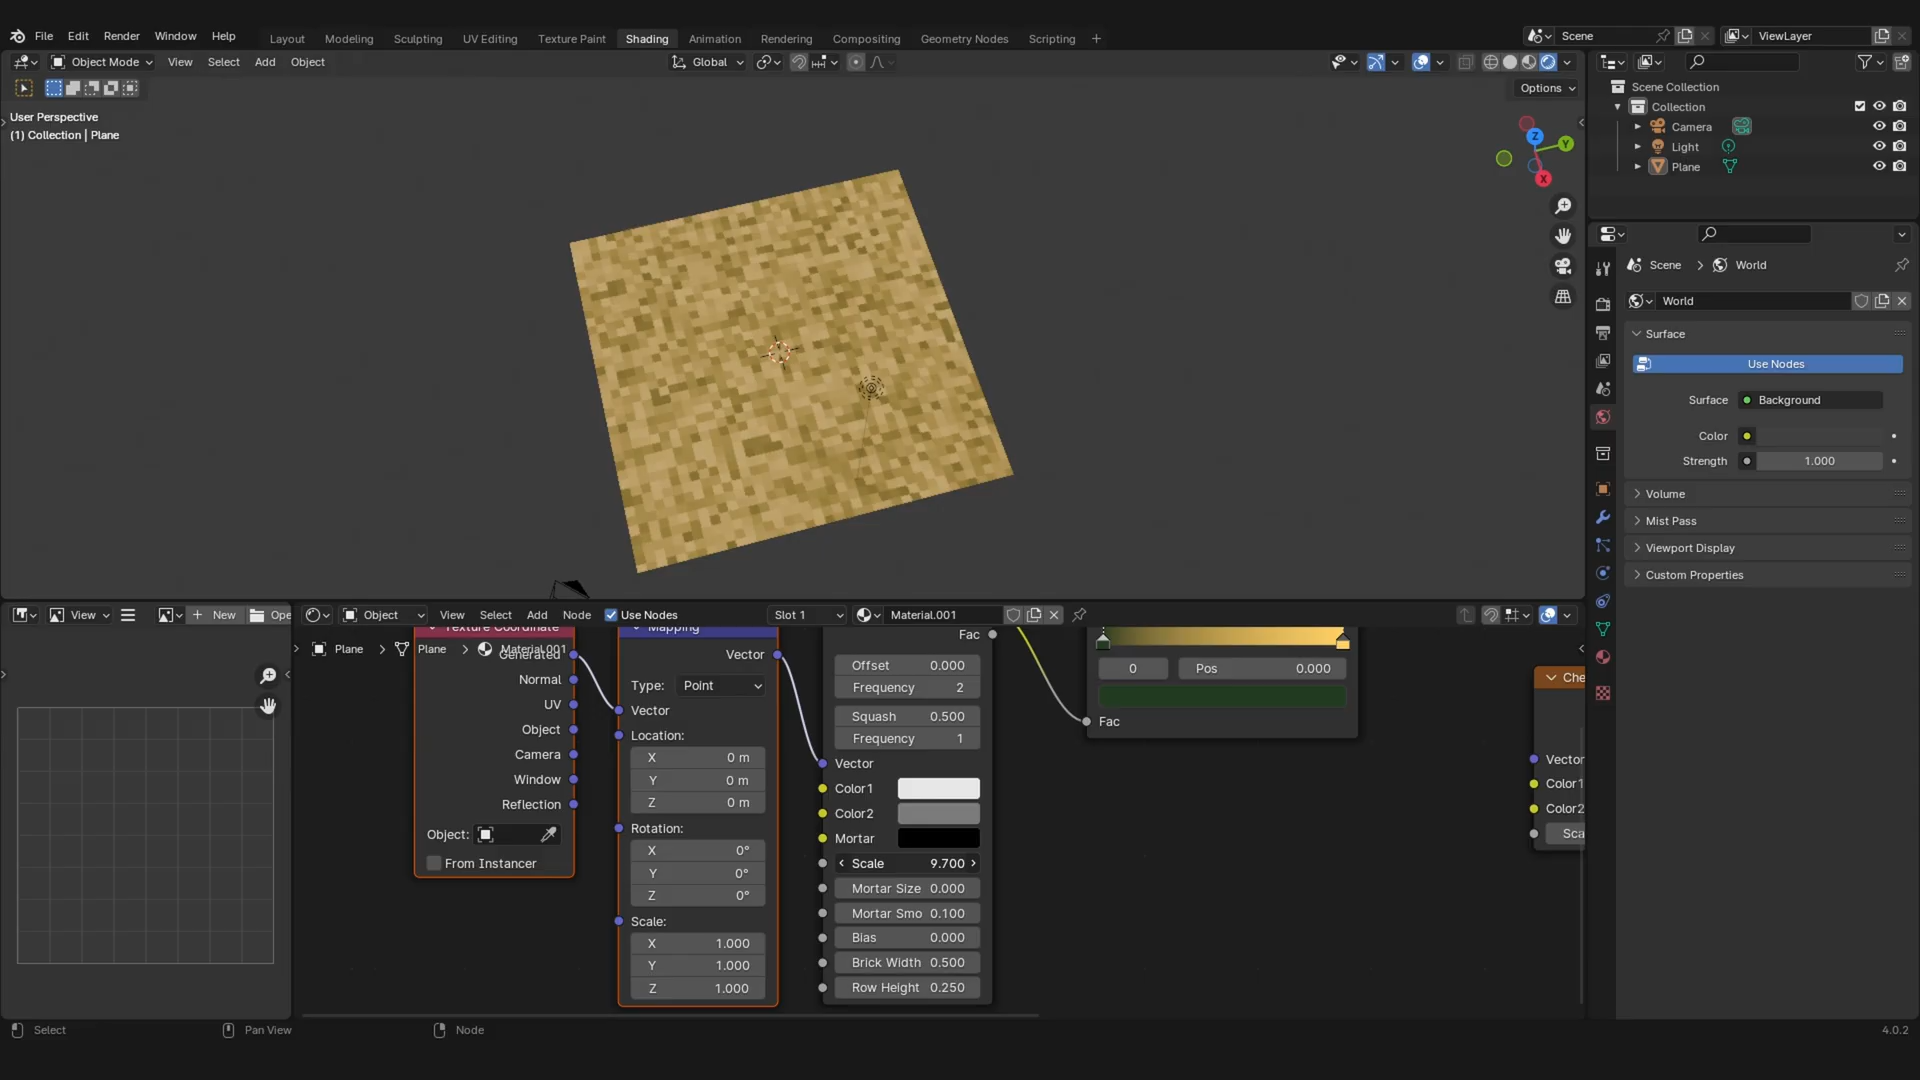 File Edit Render Window Help
Layout Modeling Sculpting UV Editing Texture Paint Shading Animation Rendering Compositing Geometry Nodes Scripting +
Scene
ViewLayer
Object Mode View Select Add Object
Global
Options
User Perspective
(1) Collection | Plane
Z
Y
X
Scene Collection
Collection
Camera
Light
Plane
Scene > World
World
Surface
Use Nodes
Surface Background
Color
Strength 1.000
Volume
Mist Pass
Viewport Display
Custom Properties
View + New Ope
Object View Select Add Node Use Nodes Slot 1 Material.001
Plane > Plane > Material.001
Texture Coordinate
Generated
Normal
UV
Object
Camera
Window
Reflection
Object:
From Instancer
Mapping
Vector
Type: Point
Vector
Location:
X 0 m
Y 0 m
Z 0 m
Rotation:
X 0°
Y 0°
Z 0°
Scale:
X 1.000
Y 1.000
Z 1.000
Fac
Offset 0.000
Frequency 2
Squash 0.500
Frequency 1
Vector
Color1
Color2
Mortar
Scale 9.700
Mortar Size 0.000
Mortar Smo 0.100
Bias 0.000
Brick Width 0.500
Row Height 0.250
0 Pos 0.000
Fac
Che
Vector
Color1
Color2
Sca
Select Pan View Node
4.0.2